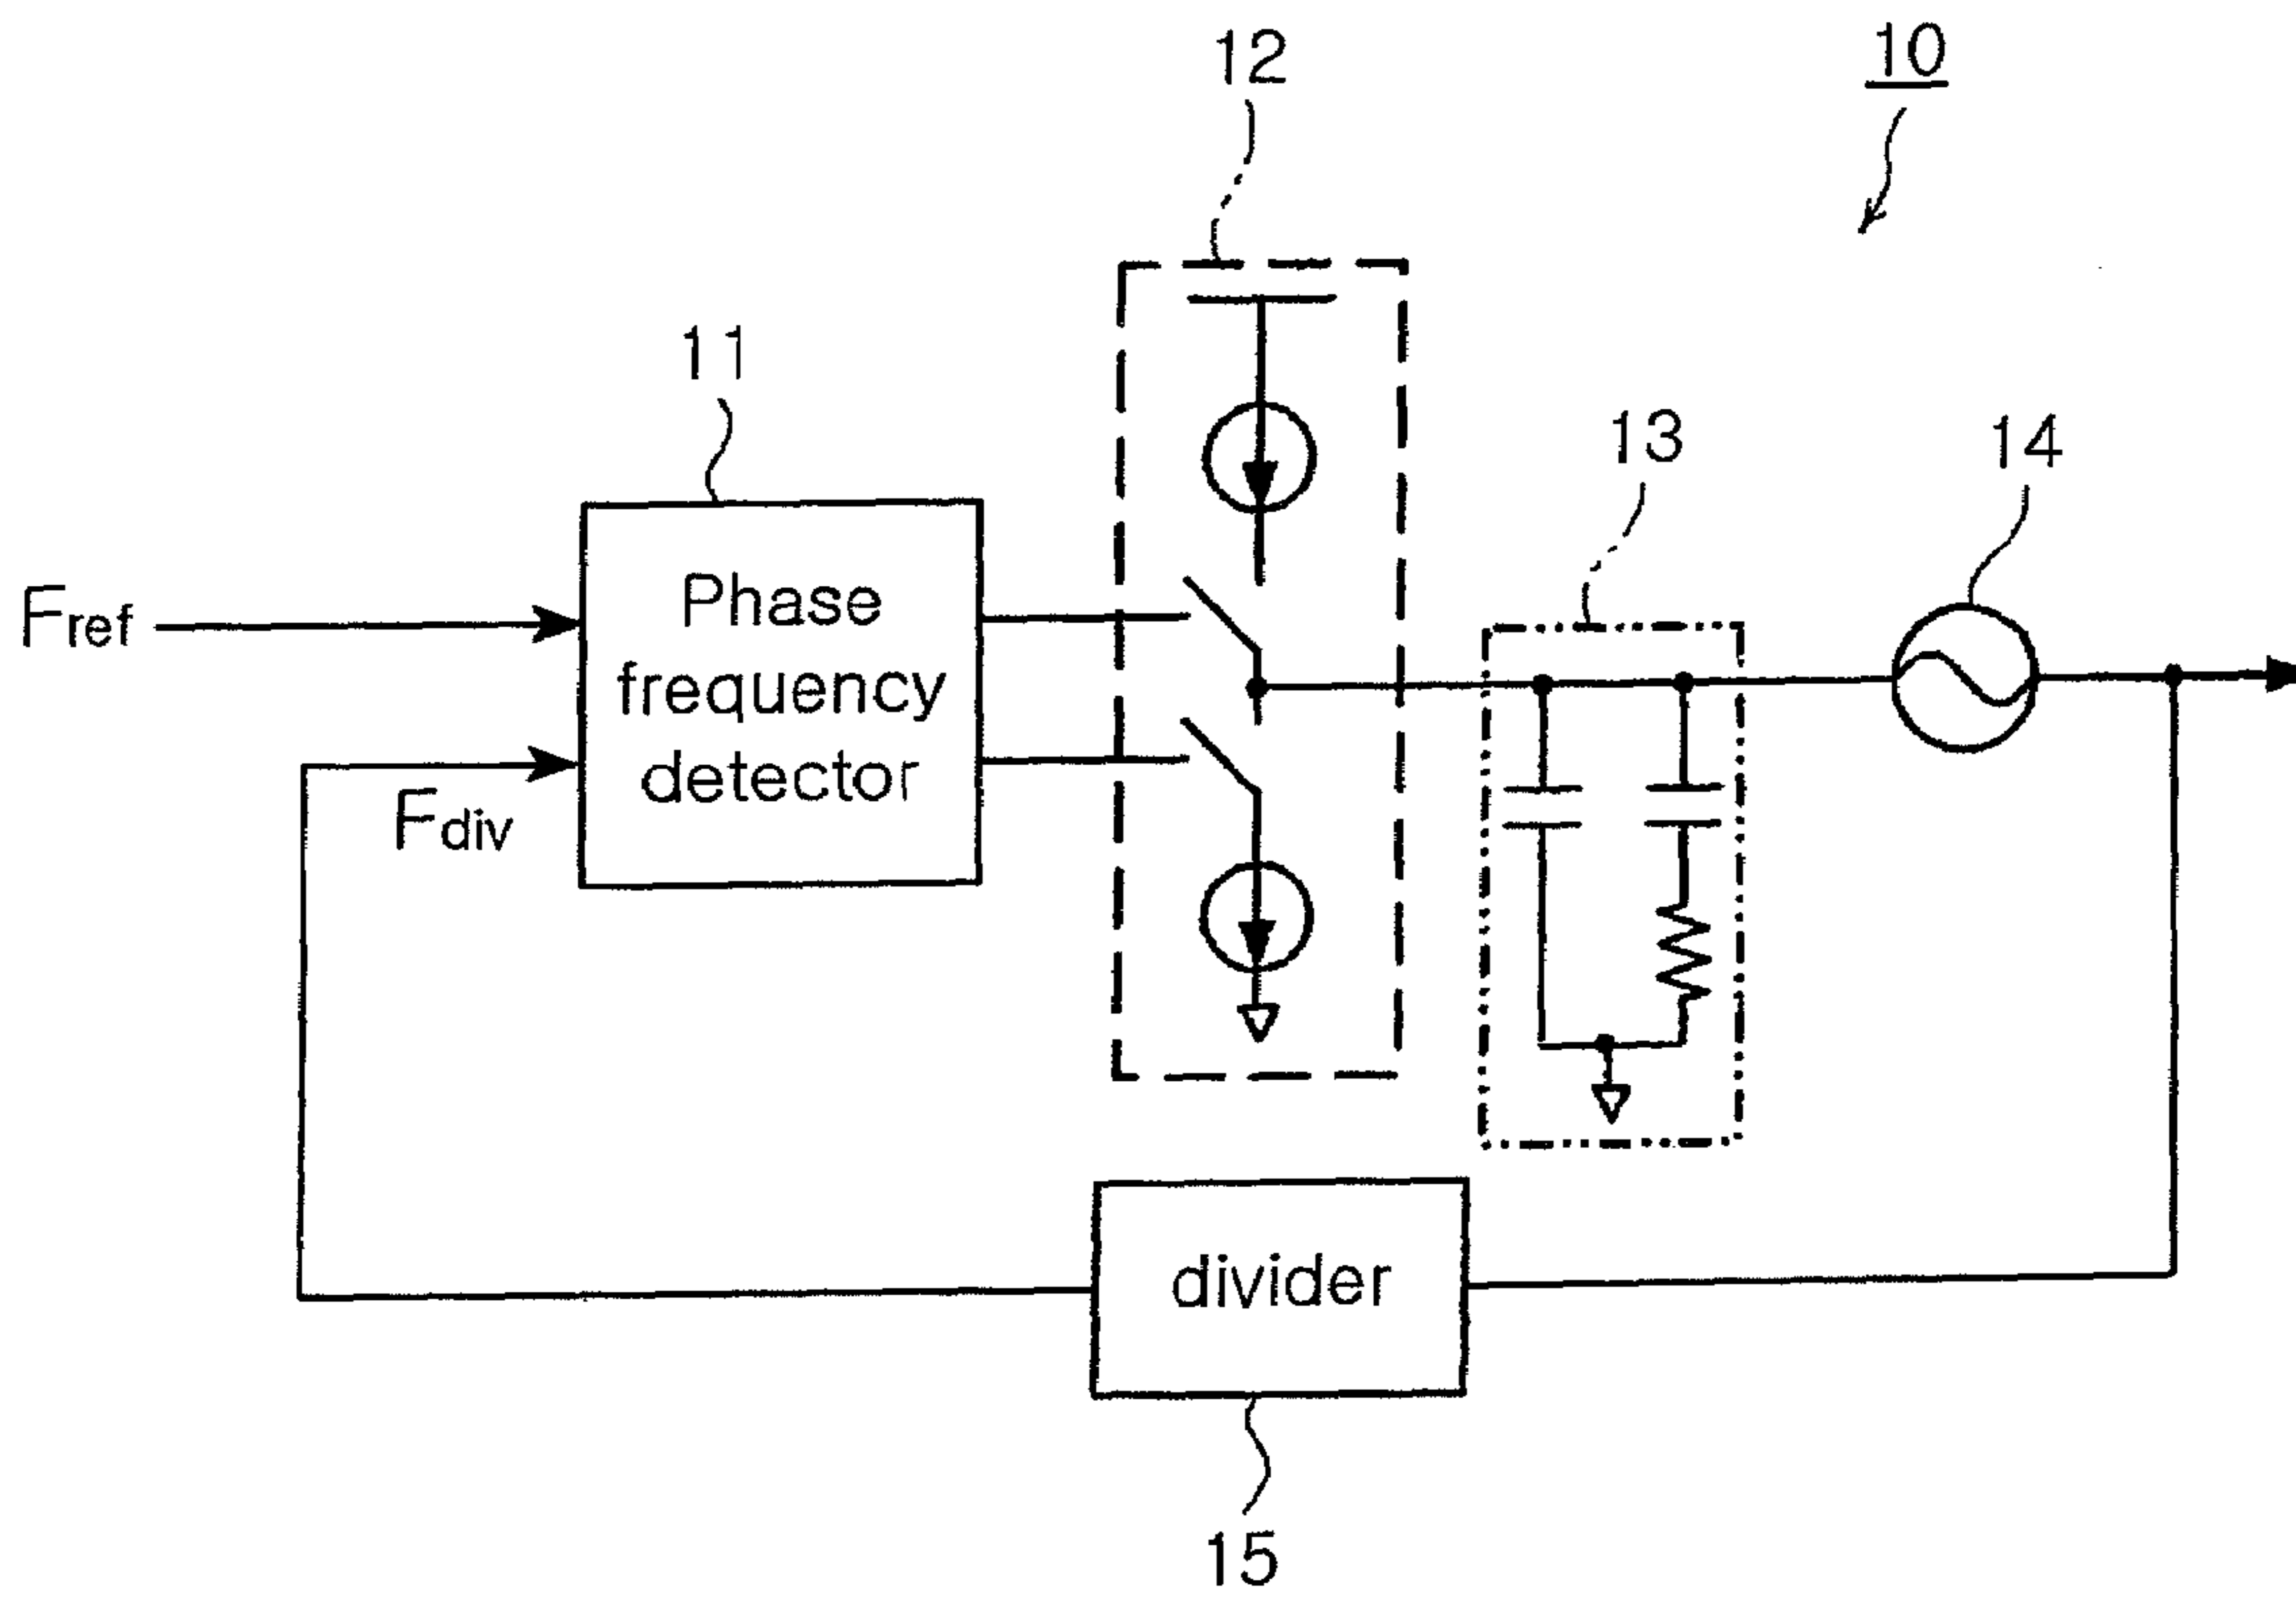 12
10
11
13
14
Fref
Phase
frequency
detector
Fdiv
divider
15